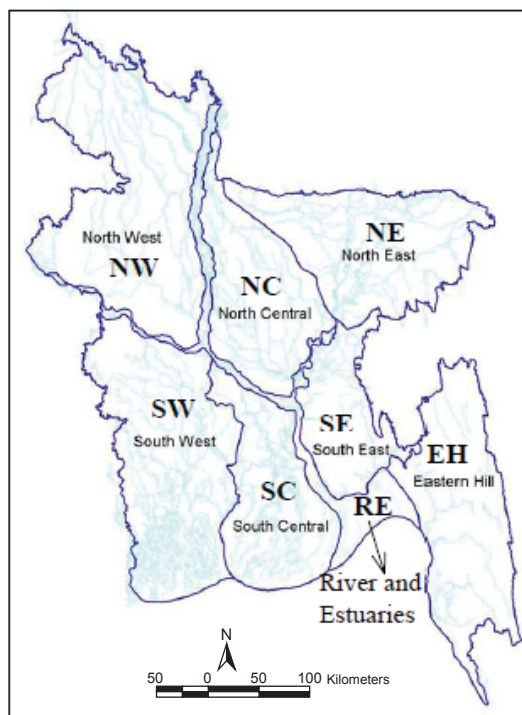 NE
North East
North West
NW
NC
North Central
SW
South West
SE
South East
EH
Eastern Hill
SC
South Central
RE
River and
Estuaries
N
50 0 50 100 Kilometers